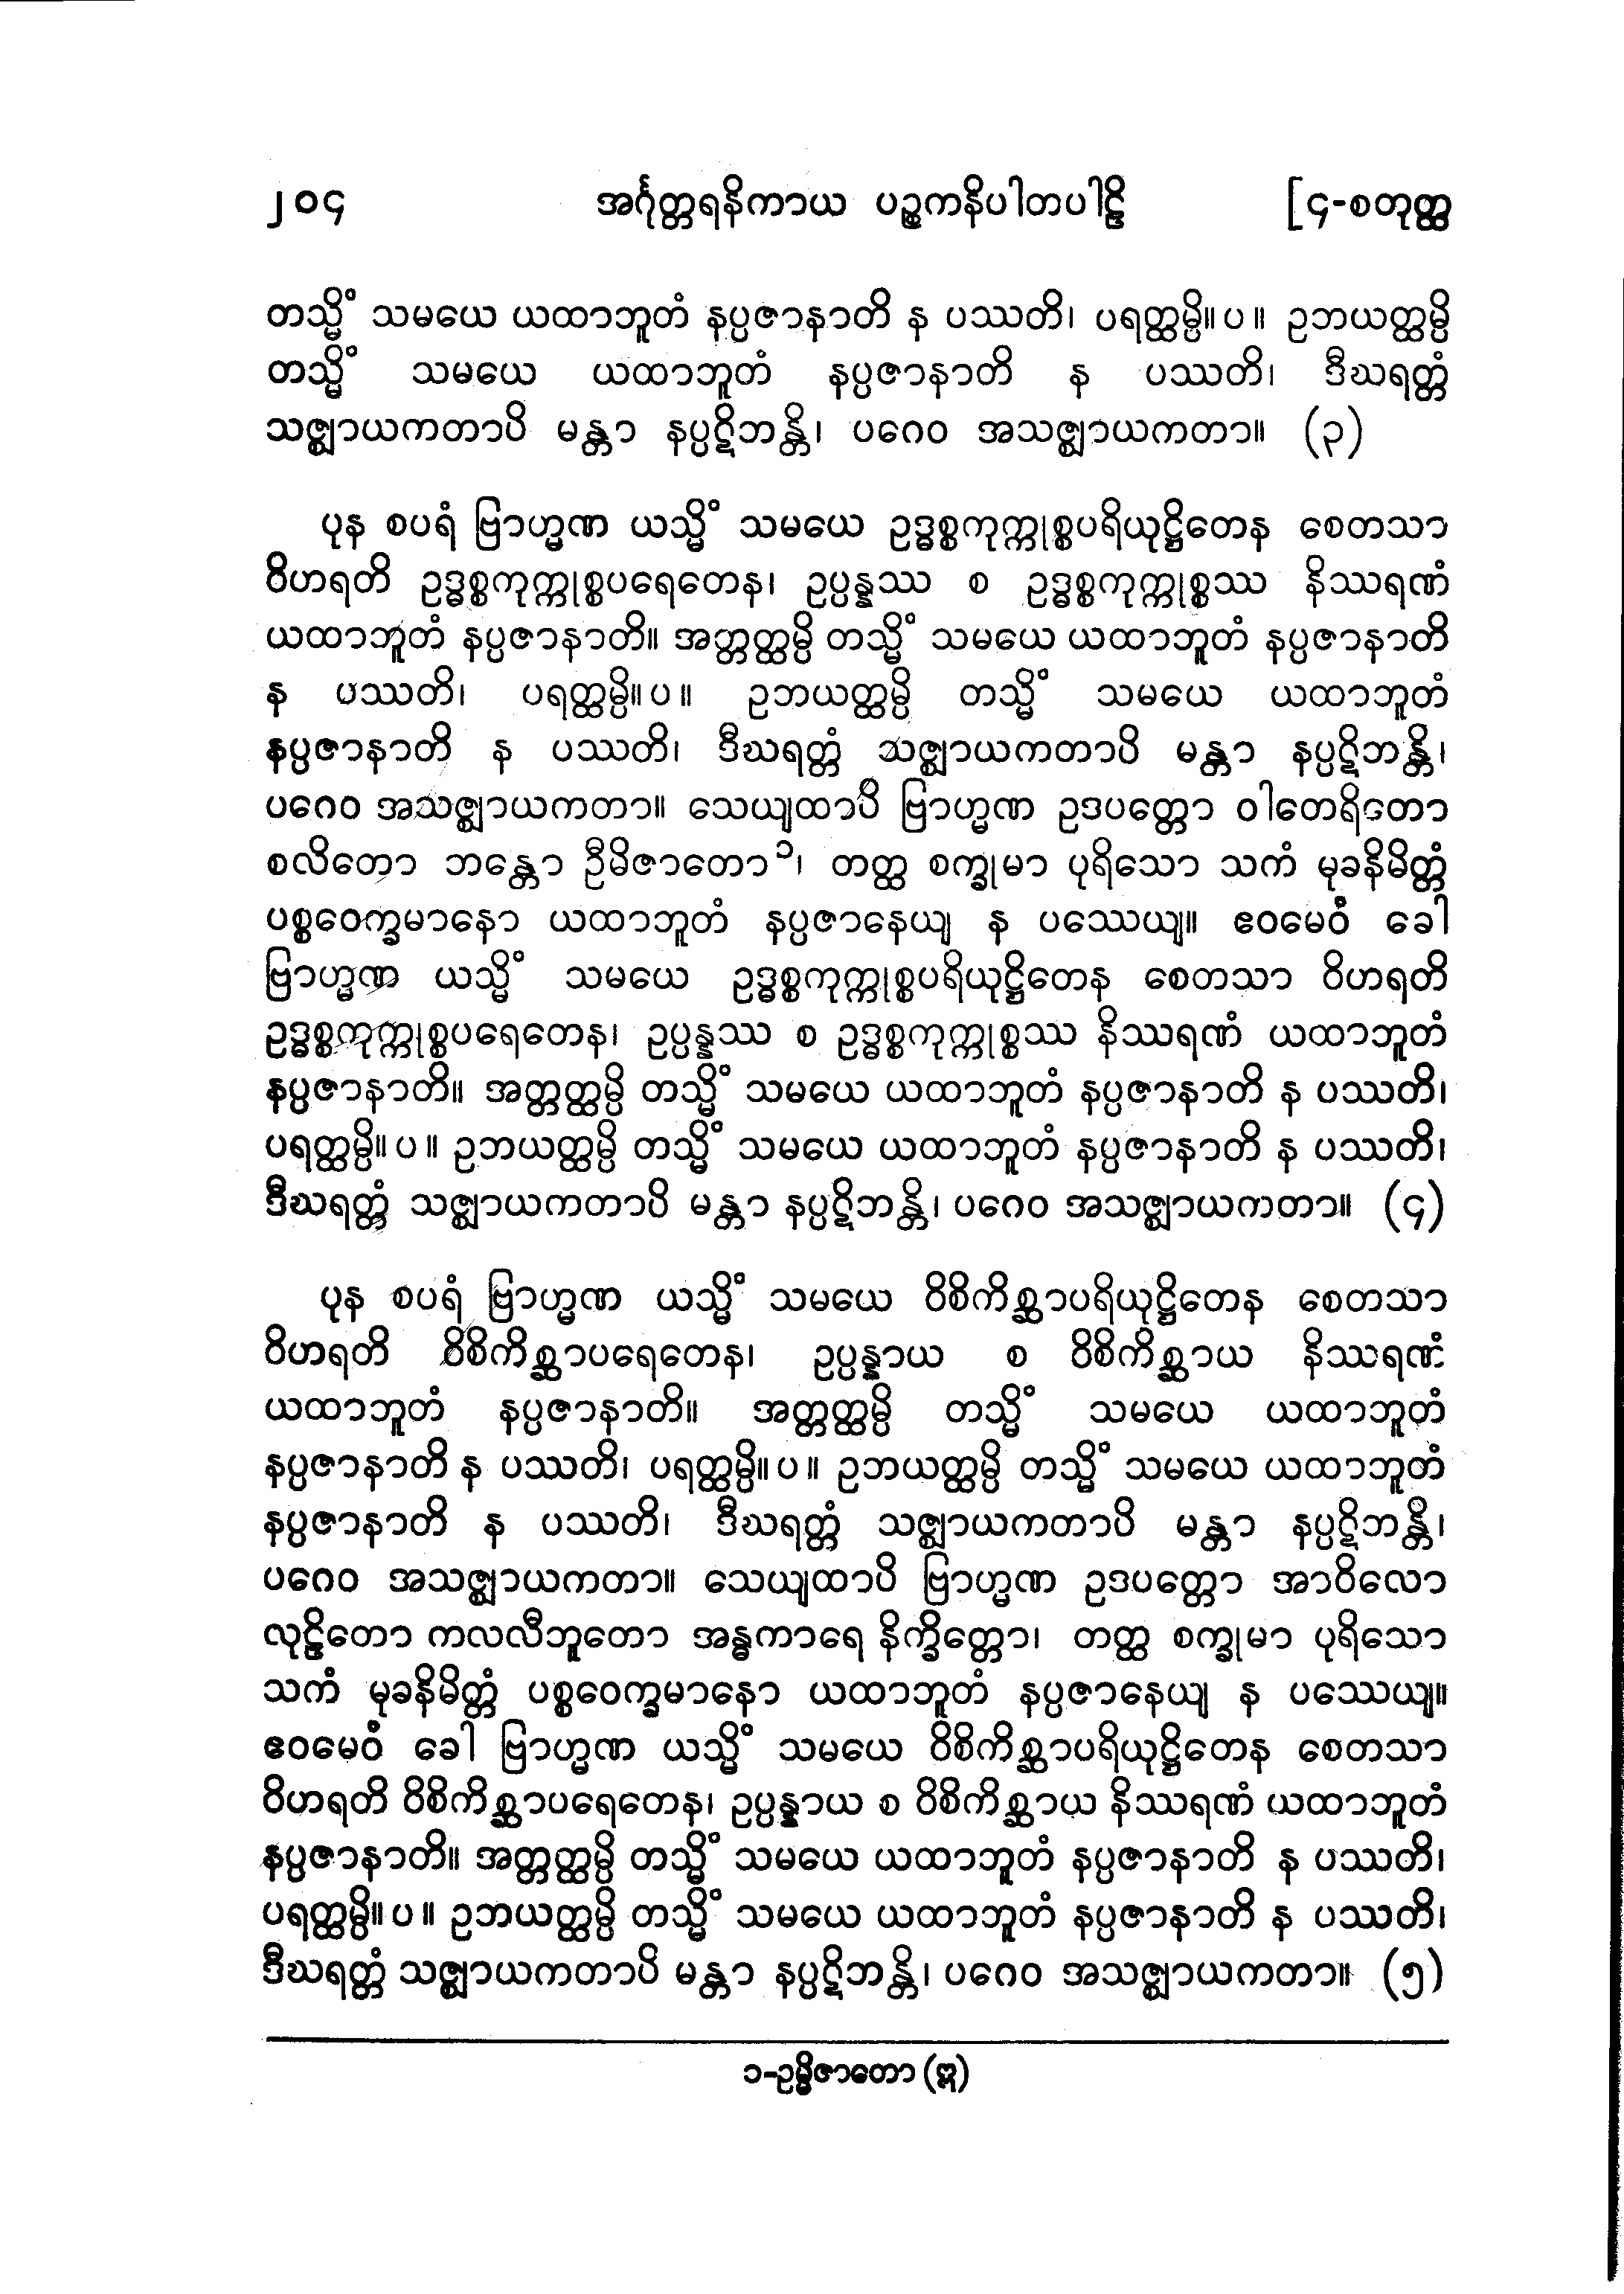 ၂၀၄ အင်္ဂုတ္တရနိကာယ ပဉ္စကနိပါတပါဠိ [၄-စတုတ္ထ
တသ္မိံ သမယေ ယထာဘူတံ နပ္ပဇာနာတိ န ပဿတိ၊ ပရတ္ထမ္ပိ။ပ။ ဥဘယတ္ထမ္ပိ
တသ္မိံ သမယေ ယထာဘူတံ နပ္ပဇာနာတိ န ပဿတိ၊ ဒီဃရတ္တံ
သဇ္ဈာယကတာပိ မန္တာ နပ္ပဋိဘန္တိ၊ ပဂေဝ အသဇ္ဈာယကတာ။ (၃)
ပုန စပရံ ဗြာဟ္မဏ ယသ္မိံ သမယေ ဥဒ္ဓစ္စကုက္ကုစ္စပရိယုဋ္ဌိတေန စေတသာ
ဝိဟရတိ ဥဒ္ဓစ္စကုက္ကုစ္စပရေတေန၊ ဥပ္ပန္နဿ စ ဥဒ္ဓစ္စကုက္ကုစ္စဿ နိဿရဏံ
ယထာဘူတံ နပ္ပဇာနာတိ။ အတ္တတ္ထမ္ပိ တသ္မိံ သမယေ ယထာဘူတံ နပ္ပဇာနာတိ
န ပဿတိ၊ ပရတ္ထမ္ပိ။ပ။ ဥဘယတ္ထမ္ပိ တသ္မိံ သမယေ ယထာဘူတံ
နပ္ပဇာနာတိ န ပဿတိ၊ ဒီဃရတ္တံ သဇ္ဈာယကတာပိ မန္တာ နပ္ပဋိဘန္တိ၊
ပဂေဝ အသဇ္ဈာယကတာ။ သေယျထာပိ ဗြာဟ္မဏ ဥဒပတ္တော ဝါတေရိတော
စလိတော ဘန္တော ဦမိဇာတော၁၊ တတ္ထ စက္ခုမာ ပုရိသော သကံ မုခနိမိတ္တံ
ပစ္စဝေက္ခမာနော ယထာဘူတံ နပ္ပဇာနေယျ န ပဿေယျ။ ဧဝမေဝံ ခေါ
ဗြာဟ္မဏ ယသ္မိံ သမယေ ဥဒ္ဓစ္စကုက္ကုစ္စပရိယုဋ္ဌိတေန စေတသာ ဝိဟရတိ
ဥဒ္ဓစ္စကုက္ကုစ္စပရေတေန၊ ဥပ္ပန္နဿ စ ဥဒ္ဓစ္စကုက္ကုစ္စဿ နိဿရဏံ ယထာဘူတံ
နပ္ပဇာနာတိ။ အတ္တတ္ထမ္ပိ တသ္မိံ သမယေ ယထာဘူတံ နပ္ပဇာနာတိ န ပဿတိ၊
ပရတ္ထမ္ပိ။ပ။ ဥဘယတ္ထမ္ပိ တသ္မိံ သမယေ ယထာဘူတံ နပ္ပဇာနာတိ န ပဿတိ၊
ဒီဃရတ္တံ သဇ္ဈာယကတာပိ မန္တာ နပ္ပဋိဘန္တိ၊ ပဂေဝ အသဇ္ဈာယကတာ။ (၄)
ပုန စပရံ ဗြာဟ္မဏ ယသ္မိံ သမယေ ဝိစိကိစ္ဆာပရိယုဋ္ဌိတေန စေတသာ
ဝိဟရတိ ဝိစိကိစ္ဆာပရေတေန၊ ဥပ္ပန္နာယ စ ဝိစိကိစ္ဆာယ နိဿရဏံ
ယထာဘူတံ နပ္ပဇာနာတိ။ အတ္တတ္ထမ္ပိ တသ္မိံ သမယေ ယထာဘူတံ
နပ္ပဇာနာတိ န ပဿတိ၊ ပရတ္ထမ္ပိ။ပ။ ဥဘယတ္ထမ္ပိ တသ္မိံ သမယေ ယထာဘူတံ
နပ္ပဇာနာတိ န ပဿတိ၊ ဒီဃရတ္တံ သဇ္ဈာယကတာပိ မန္တာ နပ္ပဋိဘန္တိ၊
ပဂေဝ အသဇ္ဈာယကတာ။ သေယျထာပိ ဗြာဟ္မဏ ဥဒပတ္တော အာဝိလော
လုဠိတော ကလလီဘူတော အန္ဓကာရေ နိက္ခိတ္တော၊ တတ္ထ စက္ခုမာ ပုရိသော
သကံ မုခနိမိတ္တံ ပစ္စဝေက္ခမာနော ယထာဘူတံ နပ္ပဇာနေယျ န ပဿေယျ။
ဧဝမေဝံ ခေါ ဗြာဟ္မဏ ယသ္မိံ သမယေ ဝိစိကိစ္ဆာပရိယုဋ္ဌိတေန စေတသာ
ဝိဟရတိ ဝိစိကိစ္ဆာပရေတေန၊ ဥပ္ပန္နာယ စ ဝိစိကိစ္ဆာယ နိဿရဏံ ယထာဘူတံ
နပ္ပဇာနာတိ။ အတ္တတ္ထမ္ပိ တသ္မိံ သမယေ ယထာဘူတံ နပ္ပဇာနာတိ န ပဿတိ၊
ပရတ္ထမ္ပိ။ပ။ ဥဘယတ္ထမ္ပိ တသ္မိံ သမယေ ယထာဘူတံ နပ္ပဇာနာတိ န ပဿတိ၊
ဒီဃရတ္တံ သဇ္ဈာယကတာပိ မန္တာ နပ္ပဋိဘန္တိ၊ ပဂေဝ အသဇ္ဈာယကတာ။ (၅)
၁-ဥမ္မိဇာတော